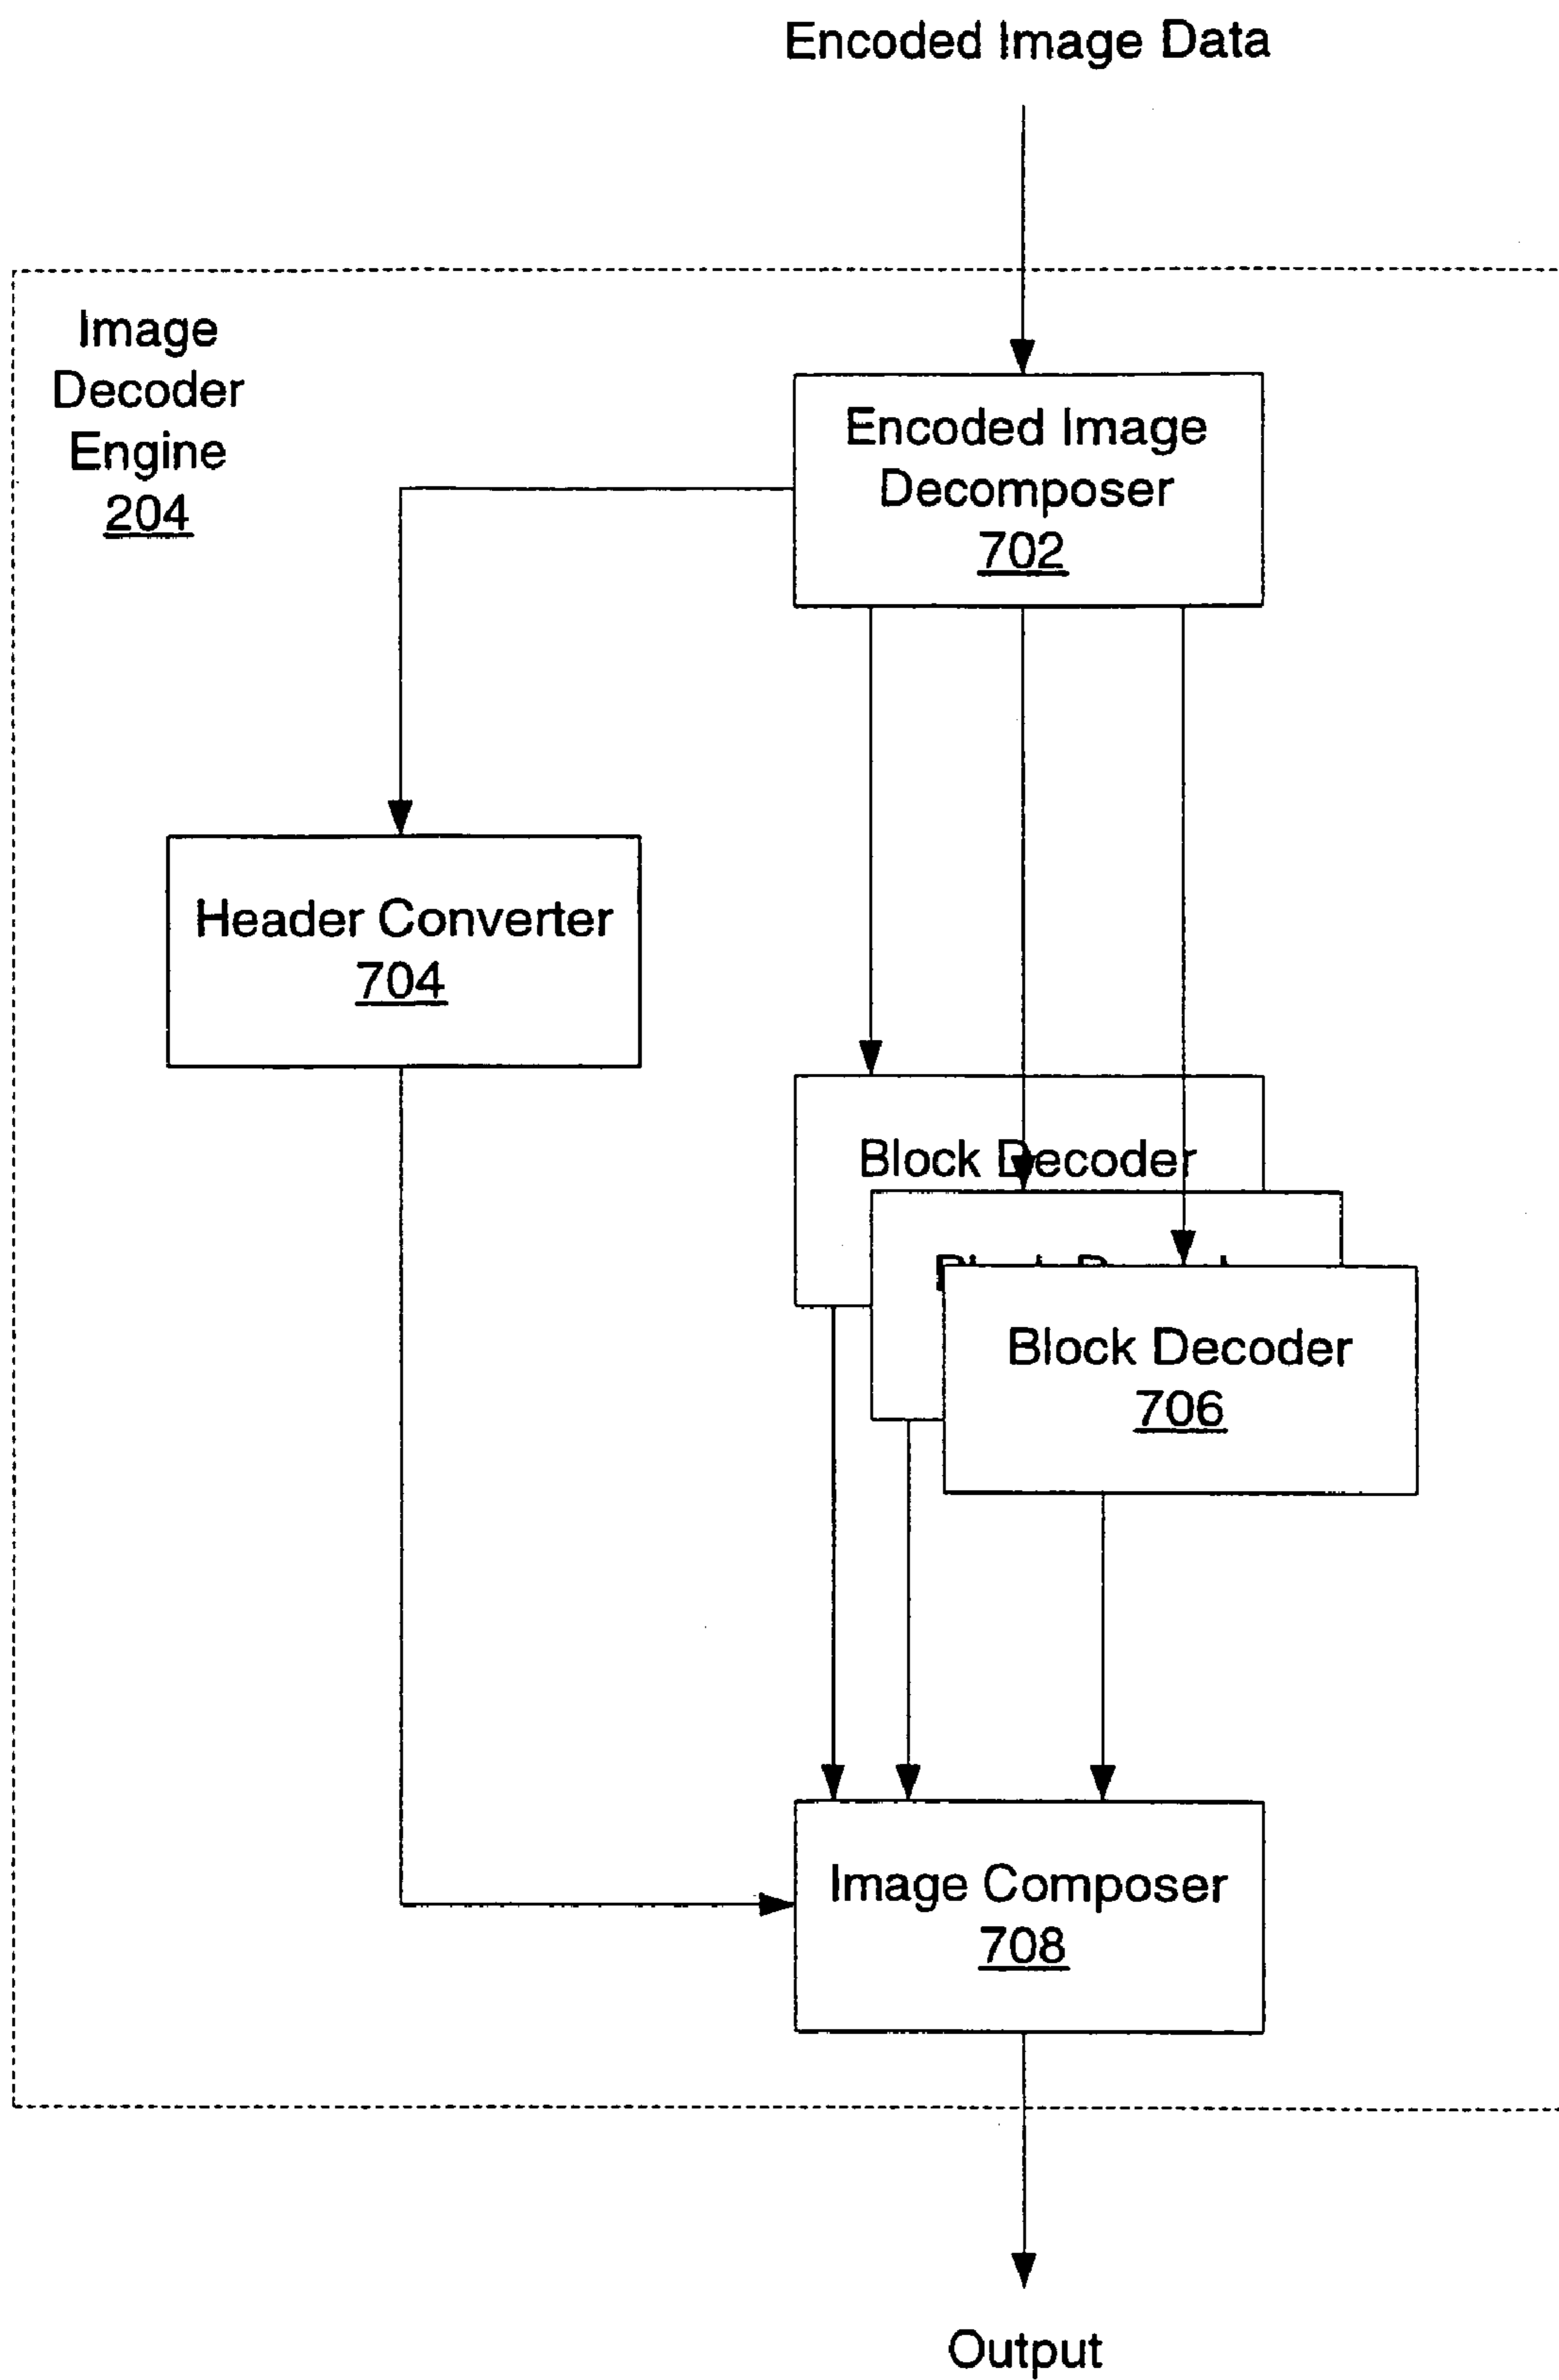 Encoded Image Data
Image
Decoder
Engine
204
Encoded Image
Decomposer
702
Header Converter
704
Block Decoder
Block Decoder
706
Image Composer
708
Output